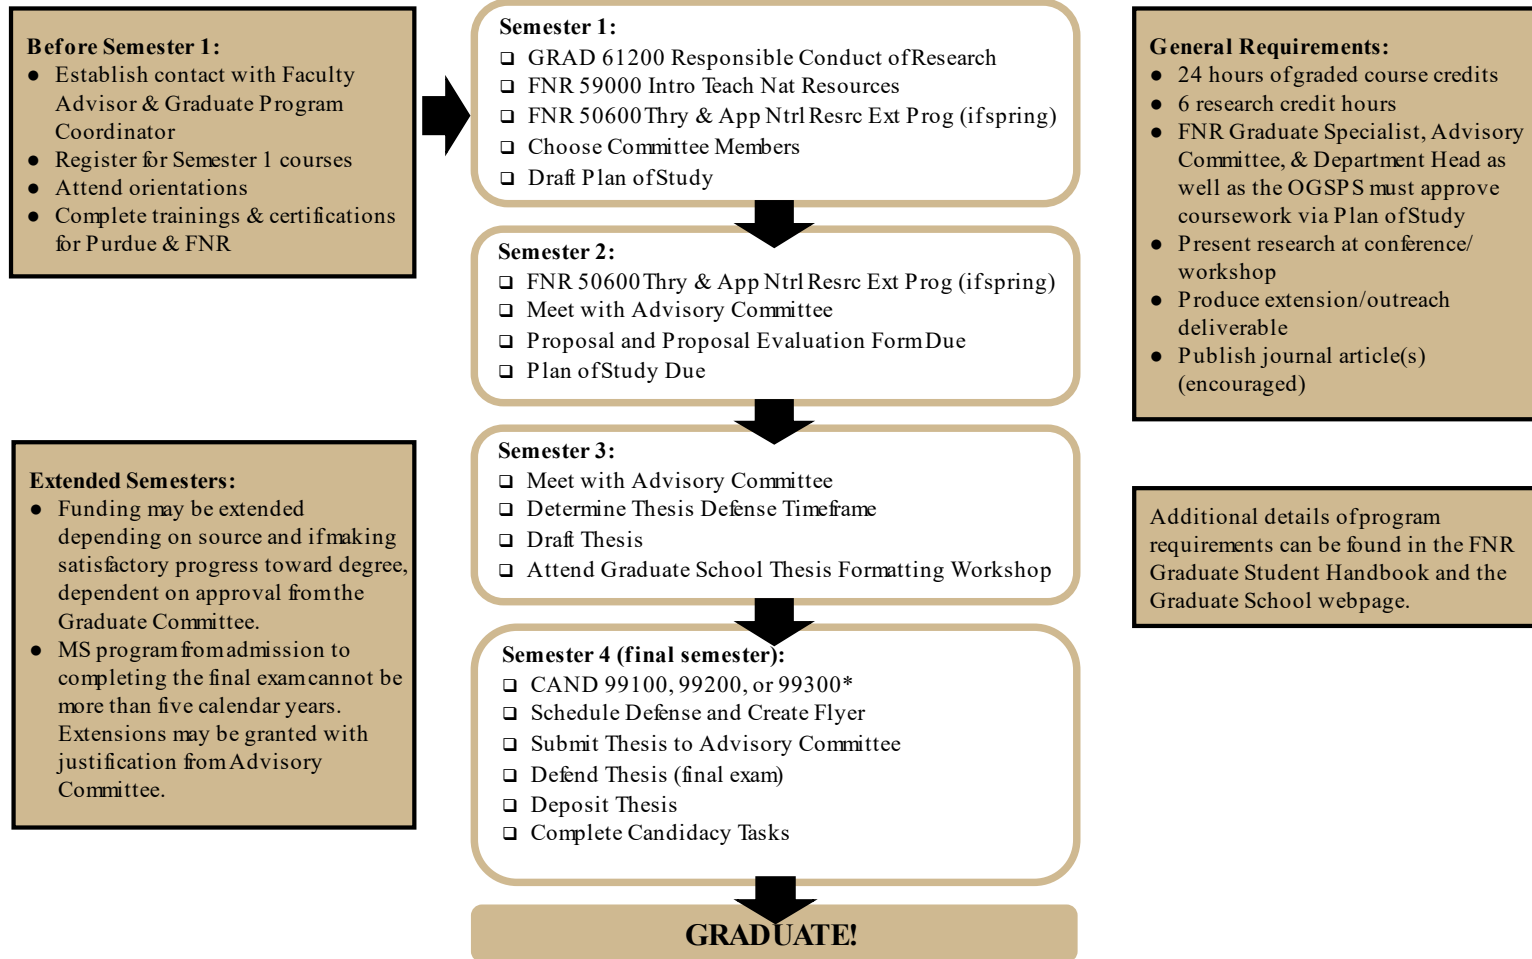 Before Semester 1:
● Establish contact with Faculty
Advisor & Graduate Program
Coordinator
● Register for Semester 1 courses
● Attend orientations
● Complete trainings & certifications
for Purdue & FNR
Semester 1:
❑ GRAD 61200 Responsible Conduct of Research
❑ FNR 59000 Intro Teach Nat Resources
❑ FNR 50600 Thry & App Ntrl Resrc Ext Prog (if spring)
❑ Choose Committee Members
❑ Draft Plan of Study
Semester 2:
❑ FNR 50600 Thry & App Ntrl Resrc Ext Prog (if spring)
❑ Meet with Advisory Committee
❑ Proposal and Proposal Evaluation Form Due
❑ Plan of Study Due
Semester 3:
❑ Meet with Advisory Committee
❑ Determine Thesis Defense Timeframe
❑ Draft Thesis
❑ Attend Graduate School Thesis Formatting Workshop
Semester 4 (final semester):
❑ CAND 99100, 99200, or 99300*
❑ Schedule Defense and Create Flyer
❑ Submit Thesis to Advisory Committee
❑ Defend Thesis (final exam)
❑ Deposit Thesis
❑ Complete Candidacy Tasks
GRADUATE!
Extended Semesters:
● Funding may be extended
depending on source and if making
satisfactory progress toward degree,
dependent on approval from the
Graduate Committee.
● MS program from admission to
completing the final exam cannot be
more than five calendar years.
Extensions may be granted with
justification from Advisory
Committee.
General Requirements:
● 24 hours of graded course credits
● 6 research credit hours
● FNR Graduate Specialist, Advisory
Committee, & Department Head as
well as the OGSPS must approve
coursework via Plan of Study
● Present research at conference/
workshop
● Produce extension/outreach
deliverable
● Publish journal article(s)
(encouraged)
Additional details of program
requirements can be found in the FNR
Graduate Student Handbook and the
Graduate School webpage.